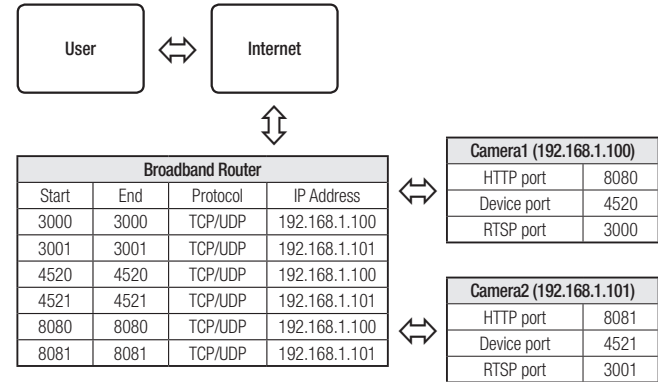 User
Internet
Broadband Router
Start End Protocol IP Address
3000 3000 TCP/UDP 192.168.1.100
3001 3001 TCP/UDP 192.168.1.101
4520 4520 TCP/UDP 192.168.1.100
4521 4521 TCP/UDP 192.168.1.101
8080 8080 TCP/UDP 192.168.1.100
8081 8081 TCP/UDP 192.168.1.101
Camera1 (192.168.1.100)
HTTP port 8080
Device port 4520
RTSP port 3000
Camera2 (192.168.1.101)
HTTP port 8081
Device port 4521
RTSP port 3001